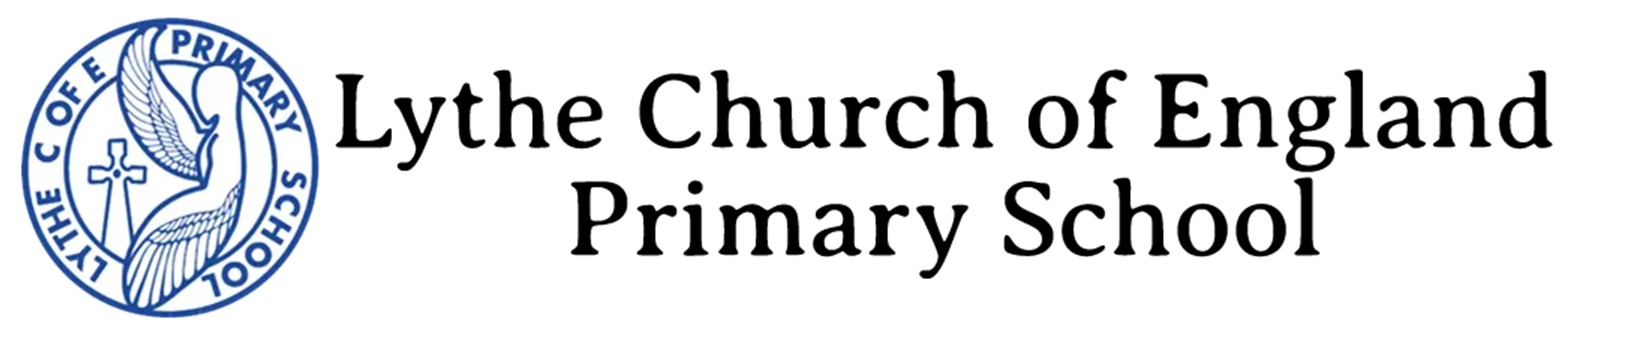 LYTHE C OF E PRIMARY SCHOOL
Lythe Church of England
Primary School